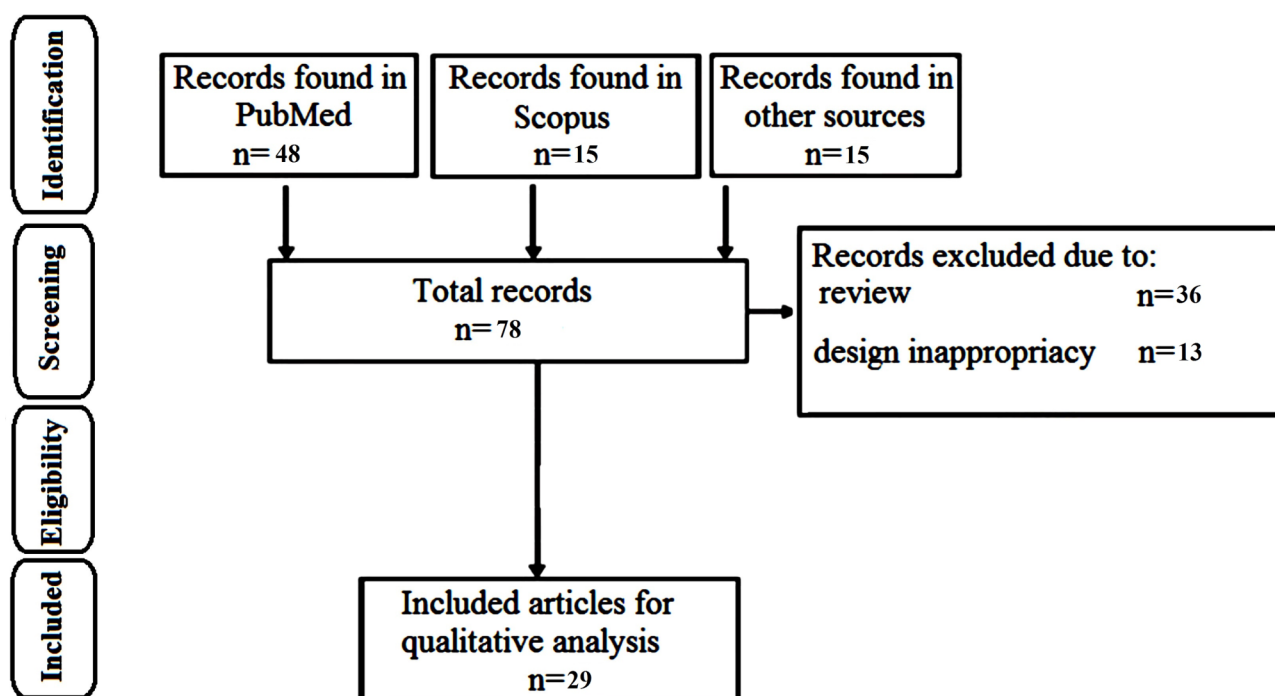 Identification
Records found in
PubMed
n=48
Records found in
Scopus
n=15
Records found in
other sources
n=15
Screening
Total records
n=78
Records excluded due to:
review n=36
design inappropriacy n=13
Eligibility
Included
Included articles for
qualitative analysis
n=29